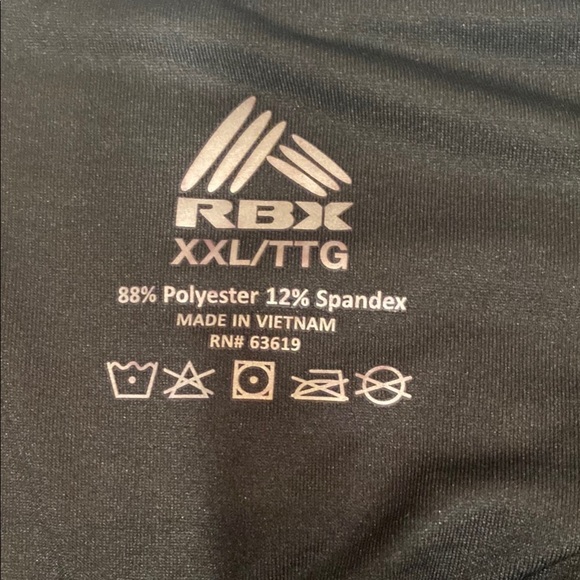 RBX
XXL/TTG
88% Polyester 12% Spandex
MADE IN VIETNAM
RN# 63619